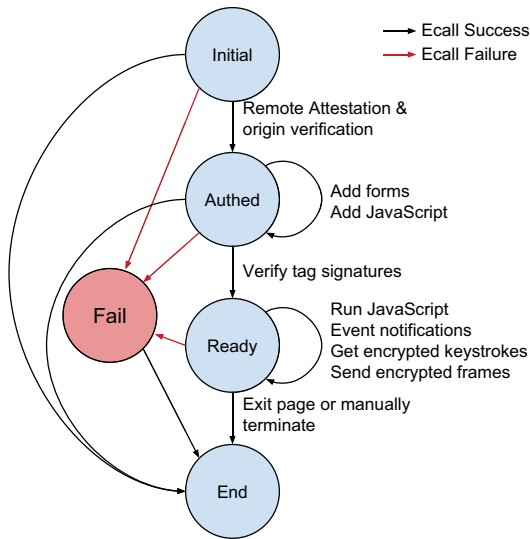 Ecall Success
Ecall Failure
Initial
Remote Attestation &
origin verification
Authed
Add forms
Add JavaScript
Verify tag signatures
Fail
Ready
Run JavaScript
Event notifications
Get encrypted keystrokes
Send encrypted frames
Exit page or manually
terminate
End